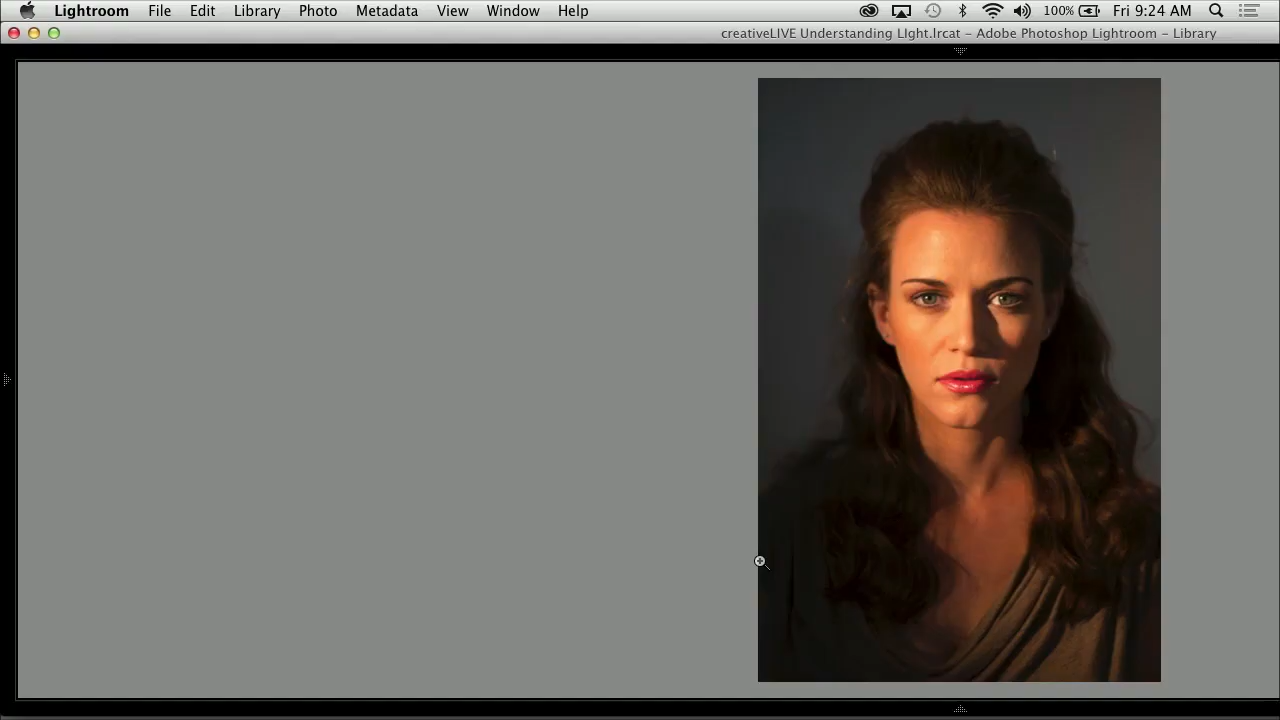 Lightroom File Edit Library Photo Metadata View Window Help 100% Fri 9:24 AM
creativeLIVE Understanding LIght.lrcat - Adobe Photoshop Lightroom - Library